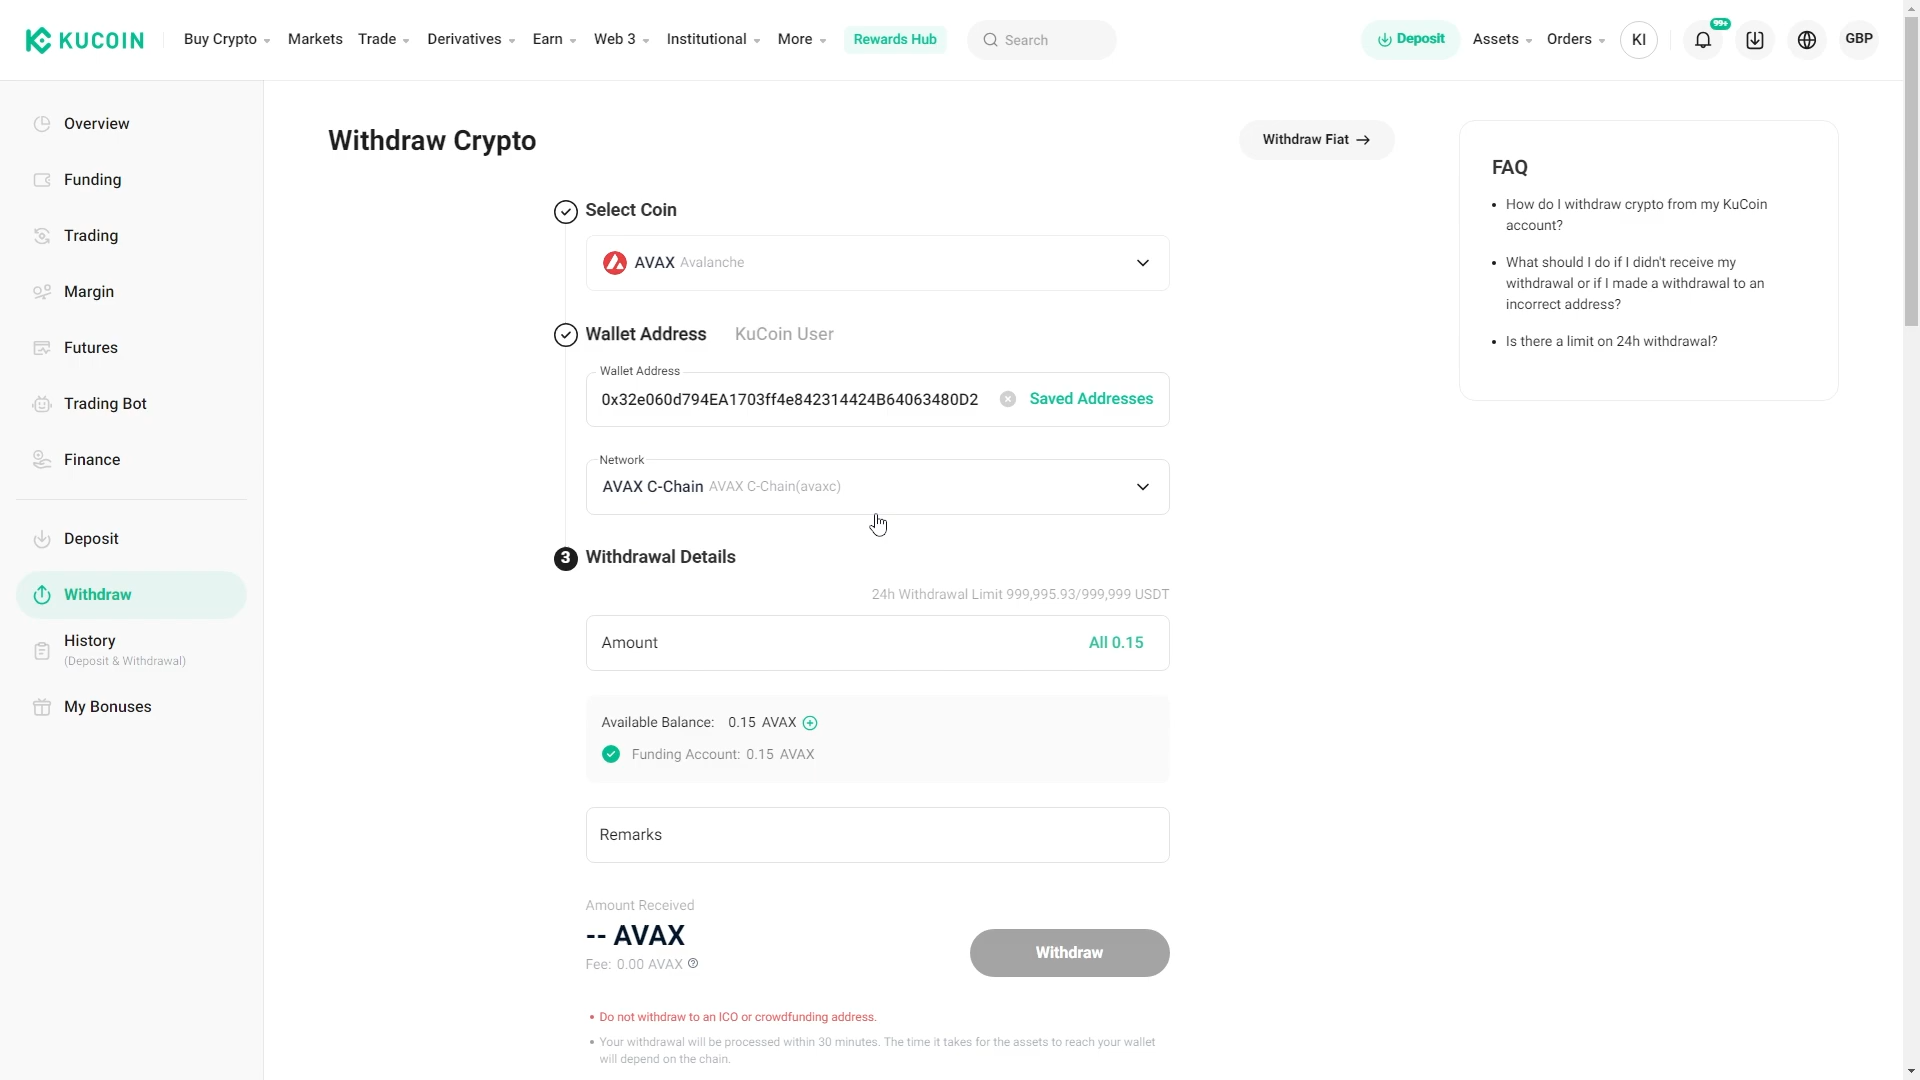 KUCOIN
Buy Crypto
Markets
Trade
Derivatives
Earn
Web 3
Institutional
More
Rewards Hub
Search
Deposit
Assets
Orders
KI
99+
GBP
Overview
Funding
Trading
Margin
Futures
Trading Bot
Finance
Deposit
Withdraw
History
(Deposit & Withdrawal)
My Bonuses
Withdraw Crypto
Withdraw Fiat →
Select Coin
AVAX Avalanche
Wallet Address KuCoin User
Wallet Address
0x32e060d794EA1703ff4e842314424B64063480D2 Saved Addresses
Network
AVAX C-Chain AVAX C-Chain(avaxc)
3 Withdrawal Details
24h Withdrawal Limit 999,995.93/999,999 USDT
Amount All 0.15
Available Balance: 0.15 AVAX
Funding Account: 0.15 AVAX
Remarks
Amount Received
-- AVAX
Fee: 0.00 AVAX
Withdraw
• Do not withdraw to an ICO or crowdfunding address.
• Your withdrawal will be processed within 30 minutes. The time it takes for the assets to reach your wallet
will depend on the chain.
FAQ
• How do I withdraw crypto from my KuCoin
account?
• What should I do if I didn't receive my
withdrawal or if I made a withdrawal to an
incorrect address?
• Is there a limit on 24h withdrawal?